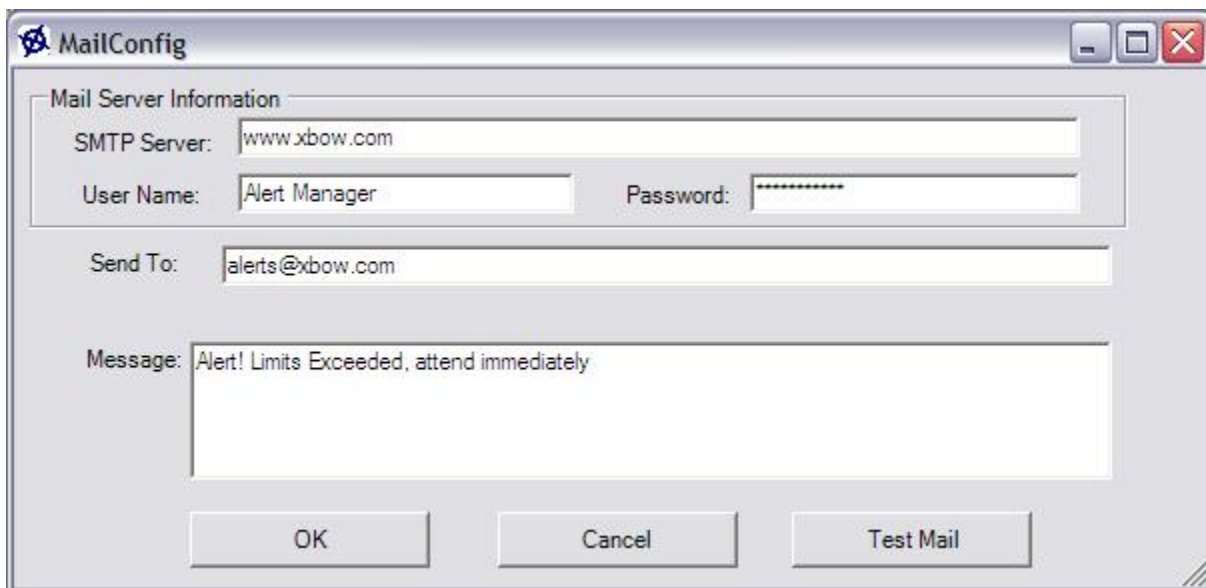 MailConfig
Mail Server Information
SMTP Server: www.xbow.com
User Name: Alert Manager Password: ***********
Send To: alerts@xbow.com
Message: Alert! Limits Exceeded, attend immediately
OK Cancel Test Mail